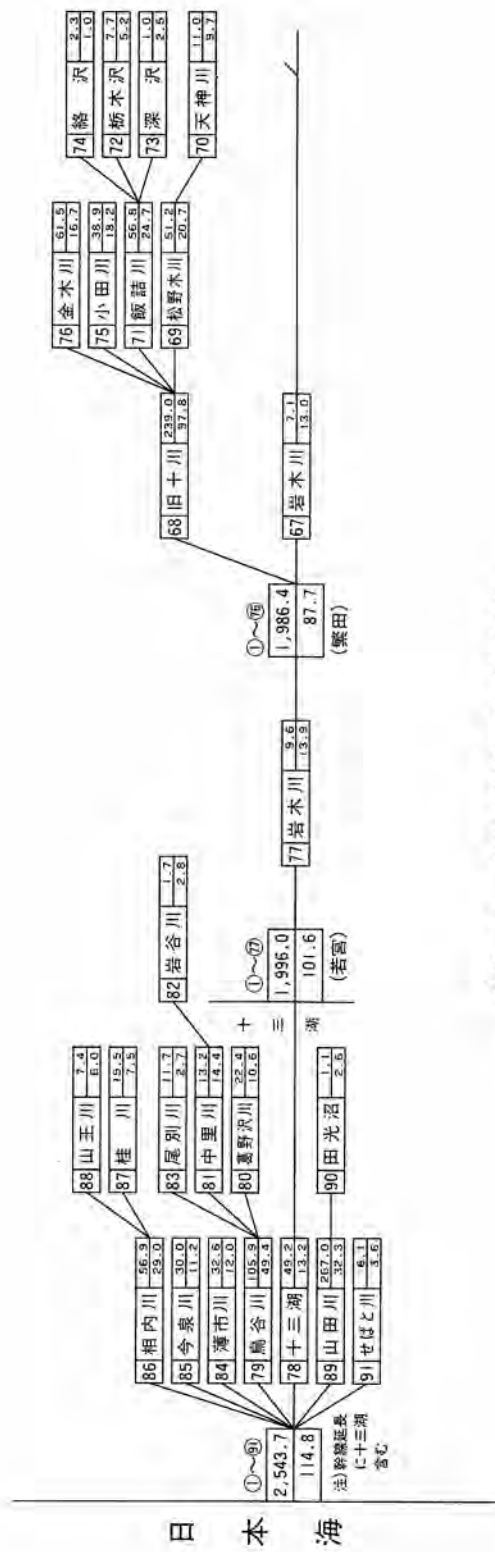 日本海
①~㉑
2,543.7
114.8
注)幹線延長
に十三湖
含む
86 相内川 56.9 29.0
85 今泉川 30.0 11.2
84 薄市川 32.6 12.0
79 鳥谷川 105.9 49.4
78 十三湖 49.2 13.2
89 山田川 267.0 32.3
91 せばと川 6.1 3.6
88 山王川 7.4 6.0
87 桂川 15.5 7.5
83 尾別川 11.7 2.7
81 中里川 13.2 14.4
80 葛野沢川 22.4 10.6
90 田光沼 1.1 2.6
82 岩谷川 1.7 2.8
十三湖
①~77
1,996.0
101.6
(若宮)
77 岩木川 9.6 13.9
①~76
1,986.4
87.7
(繁田)
68 旧十川 239.0 97.8
67 岩木川 7.1 13.0
76 金木川 61.5 16.7
75 小田川 38.9 18.2
71 飯詰川 56.8 24.7
69 松野木川 51.2 20.7
74 絡沢 2.3 1.0
72 栃木沢 7.7 5.2
73 深沢 1.0 2.5
70 天神川 11.0 9.7